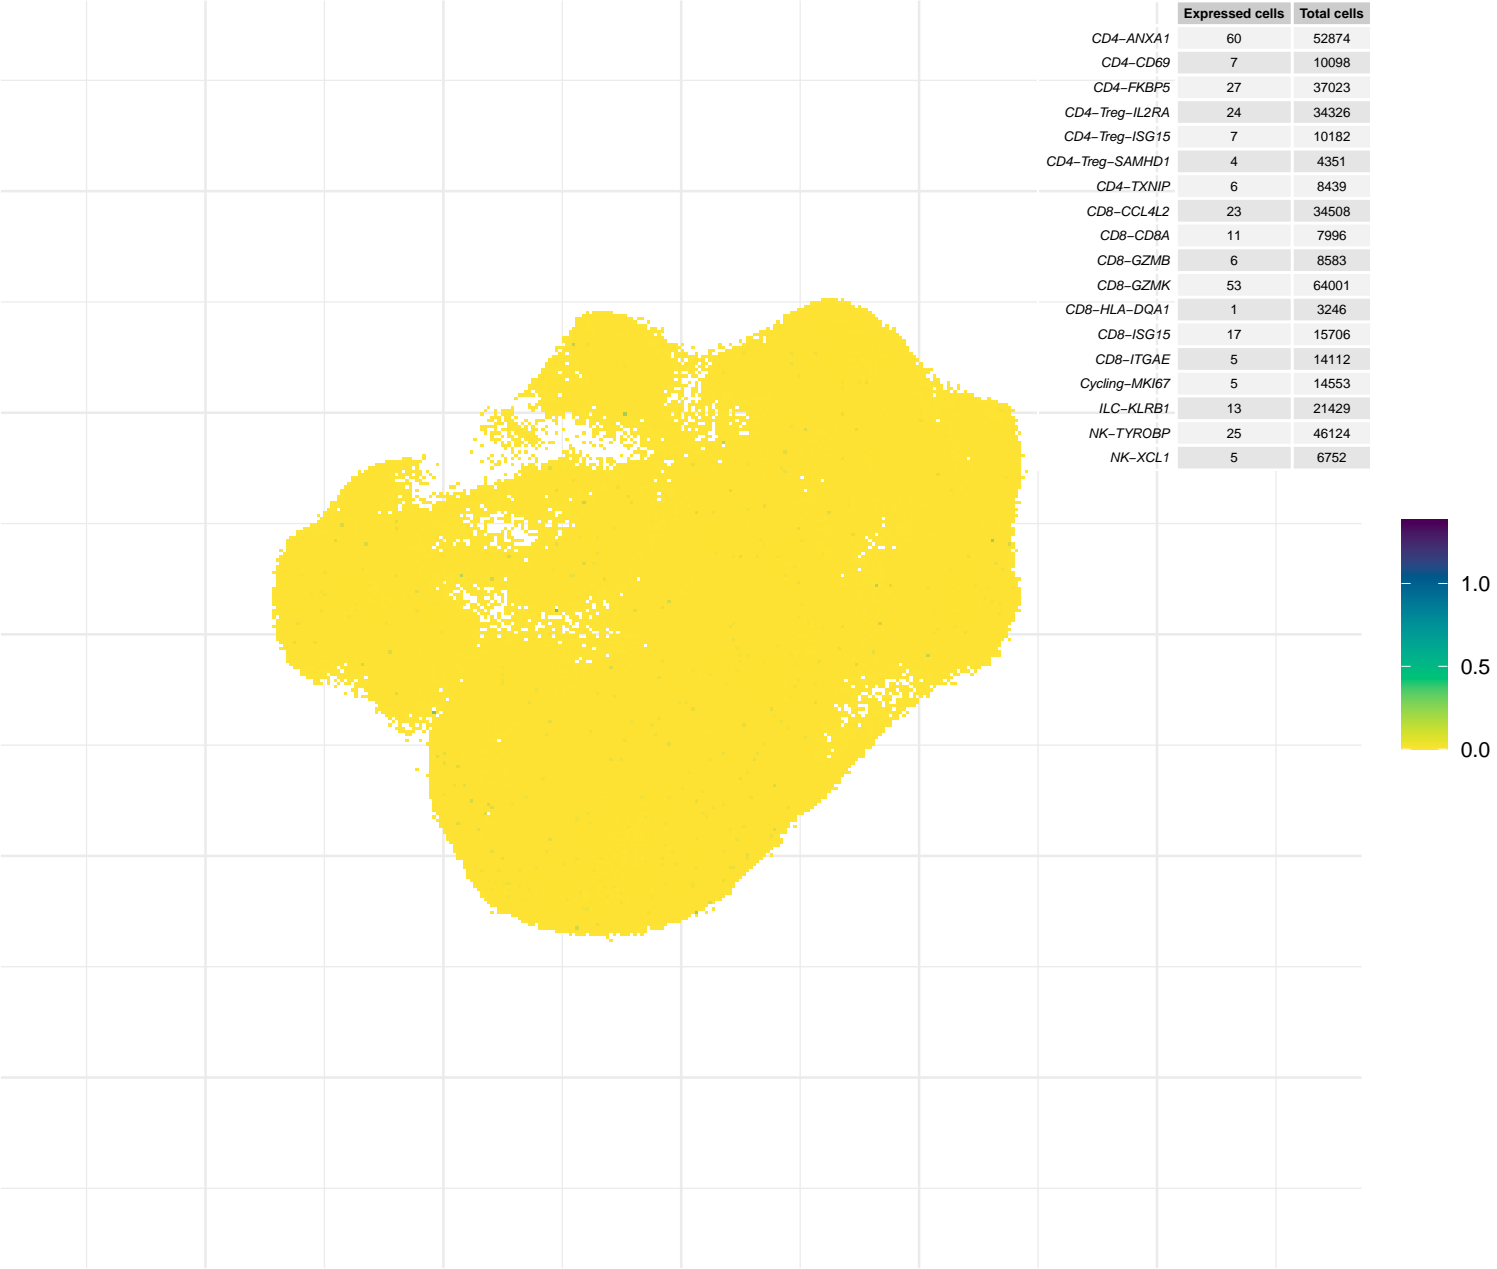 Expressed cells Total cells
CD4−ANXA1 60 52874
CD4−CD69 7 10098
CD4−FKBP5 27 37023
CD4−Treg−IL2RA 24 34326
CD4−Treg−ISG15 7 10182
CD4−Treg−SAMHD1 4 4351
CD4−TXNIP 6 8439
CD8−CCL4L2 23 34508
CD8−CD8A 11 7996
CD8−GZMB 6 8583
CD8−GZMK 53 64001
CD8−HLA−DQA1 1 3246
CD8−ISG15 17 15706
CD8−ITGAE 5 14112
Cycling−MKI67 5 14553
ILC−KLRB1 13 21429
NK−TYROBP 25 46124
NK−XCL1 5 6752
1.0
0.5
0.0